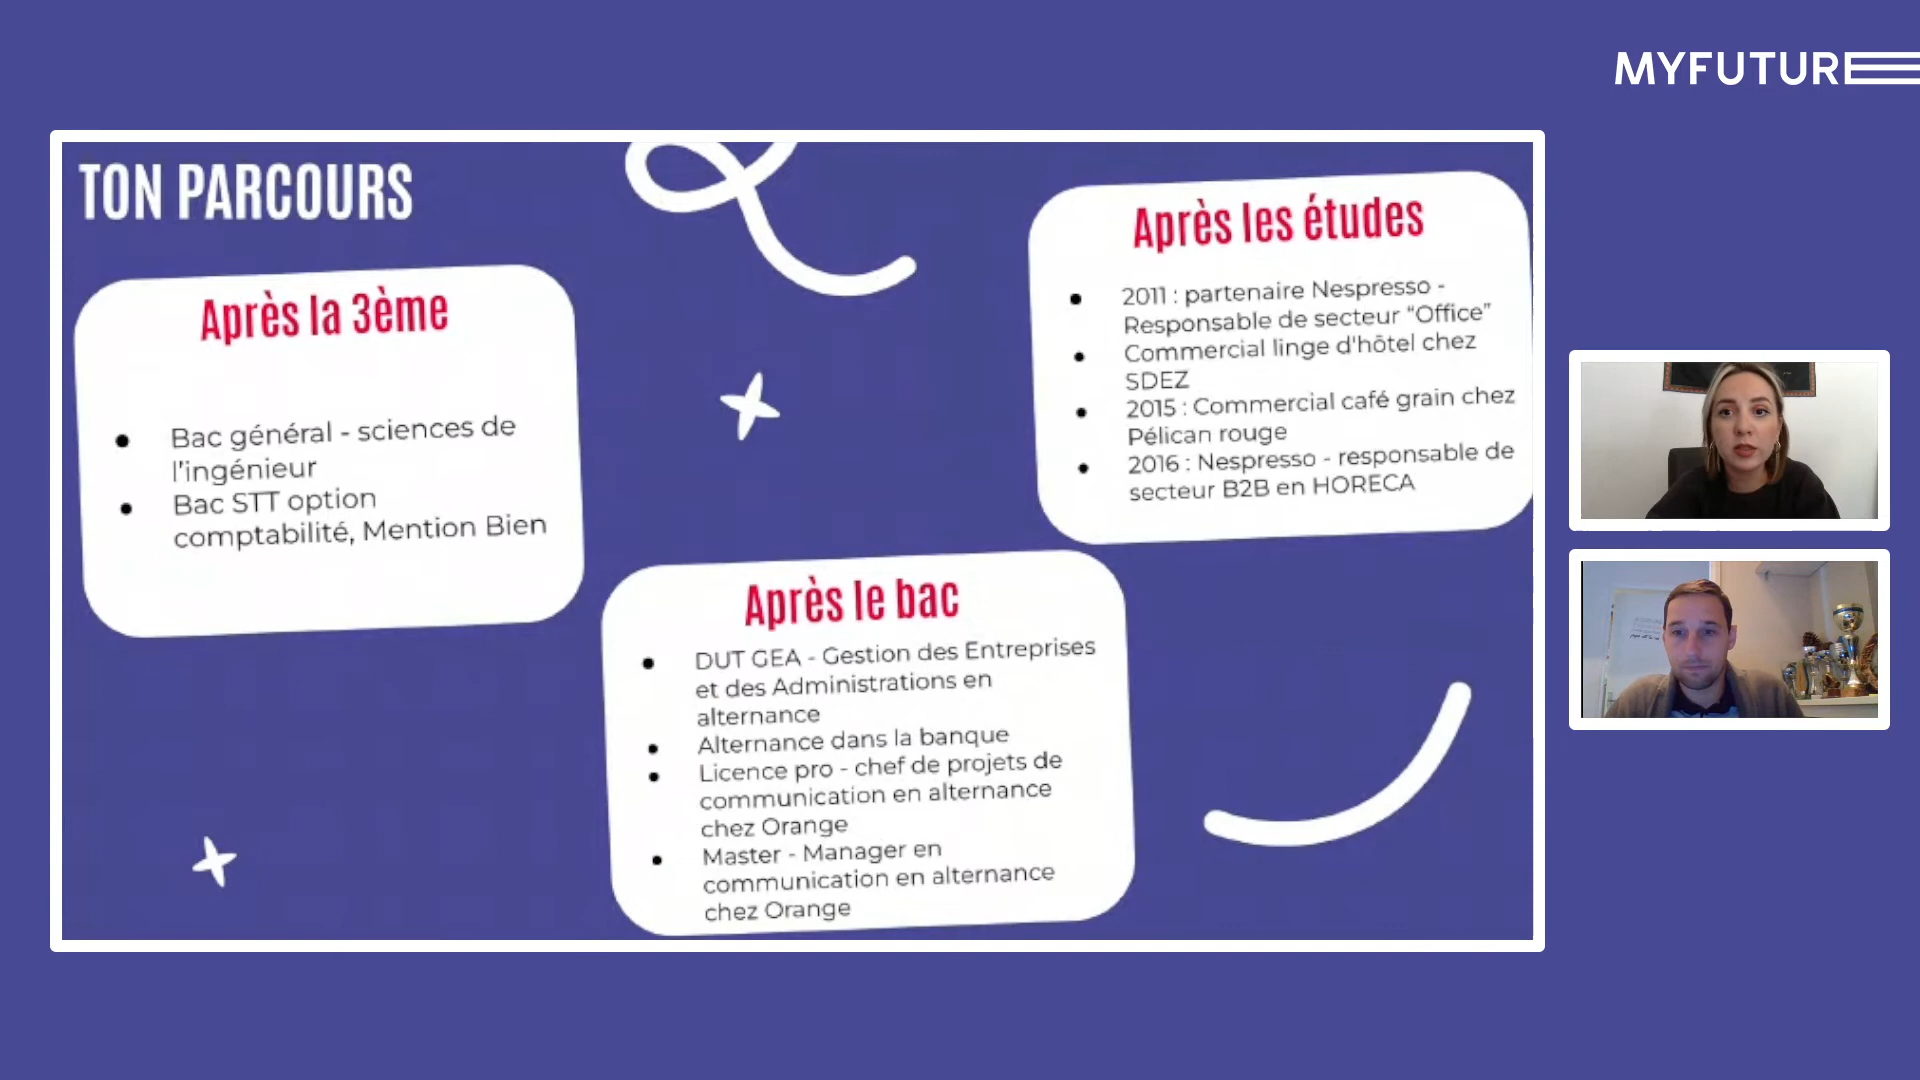 MYFUTURE
TON PARCOURS
Après la 3ème
Bac général - sciences de
l'ingénieur
Bac STT option
comptabilité, Mention Bien
Après le bac
DUT GEA - Gestion des Entreprises
et des Administrations en
alternance
Alternance dans la banque
Licence pro - chef de projets de
communication en alternance
chez Orange
Master - Manager en
communication en alternance
chez Orange
Après les études
2011 : partenaire Nespresso -
Responsable de secteur “Office”
Commercial linge d'hôtel chez
SDEZ
2015 : Commercial café grain chez
Pélican rouge
2016 : Nespresso - responsable de
secteur B2B en HORECA